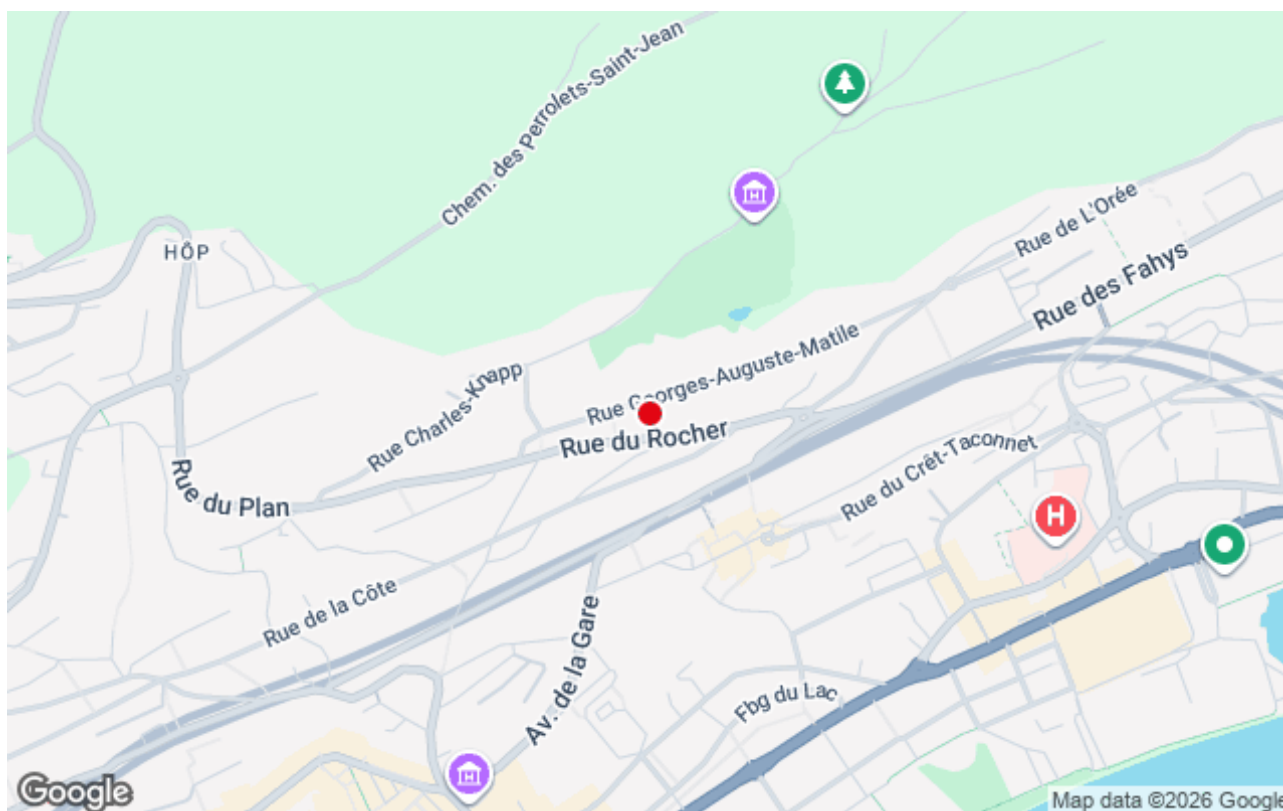 Chem. des Perrolets-Saint-Jean
HÔP
Rue de L'Orée
Rue des Fahys
Rue Georges-Auguste-Matile
Rue Charles-Knapp
Rue du Rocher
Rue du Crêt-Taconnet
Rue du Plan
H
Rue de la Côte
Av. de la Gare
Fbg du Lac
H
H
Google
Map data ©2026 Google